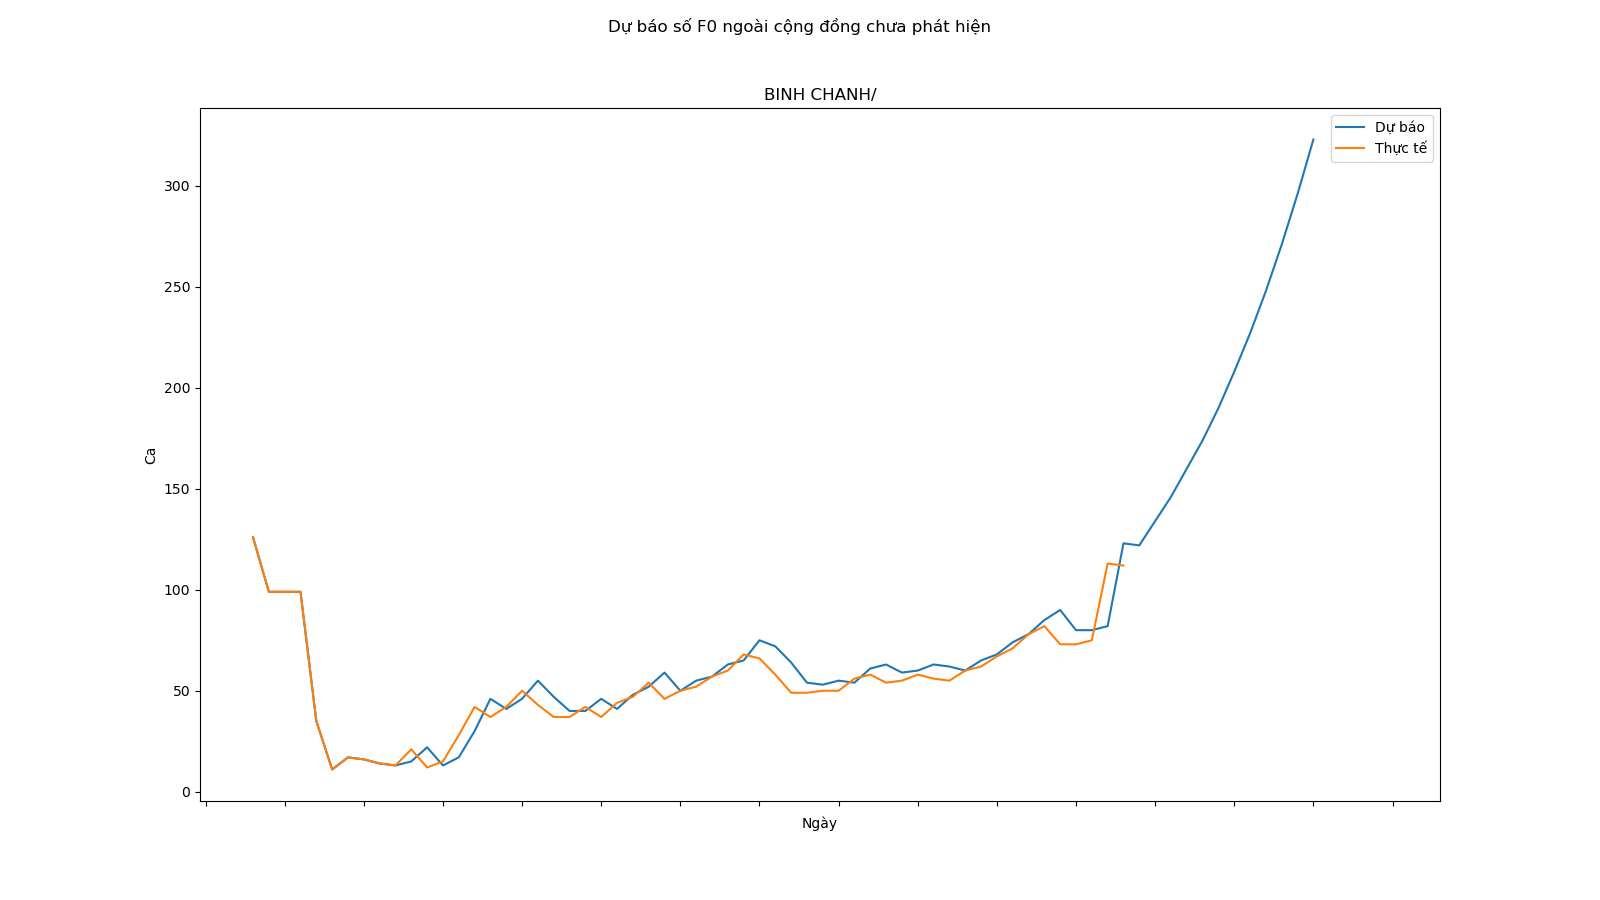 Dự báo số F0 ngoài cộng đồng chưa phát hiện
BINH CHANH/
Dự báo
Thực tế
300
250
200
150
100
50
0
Ca
Ngày